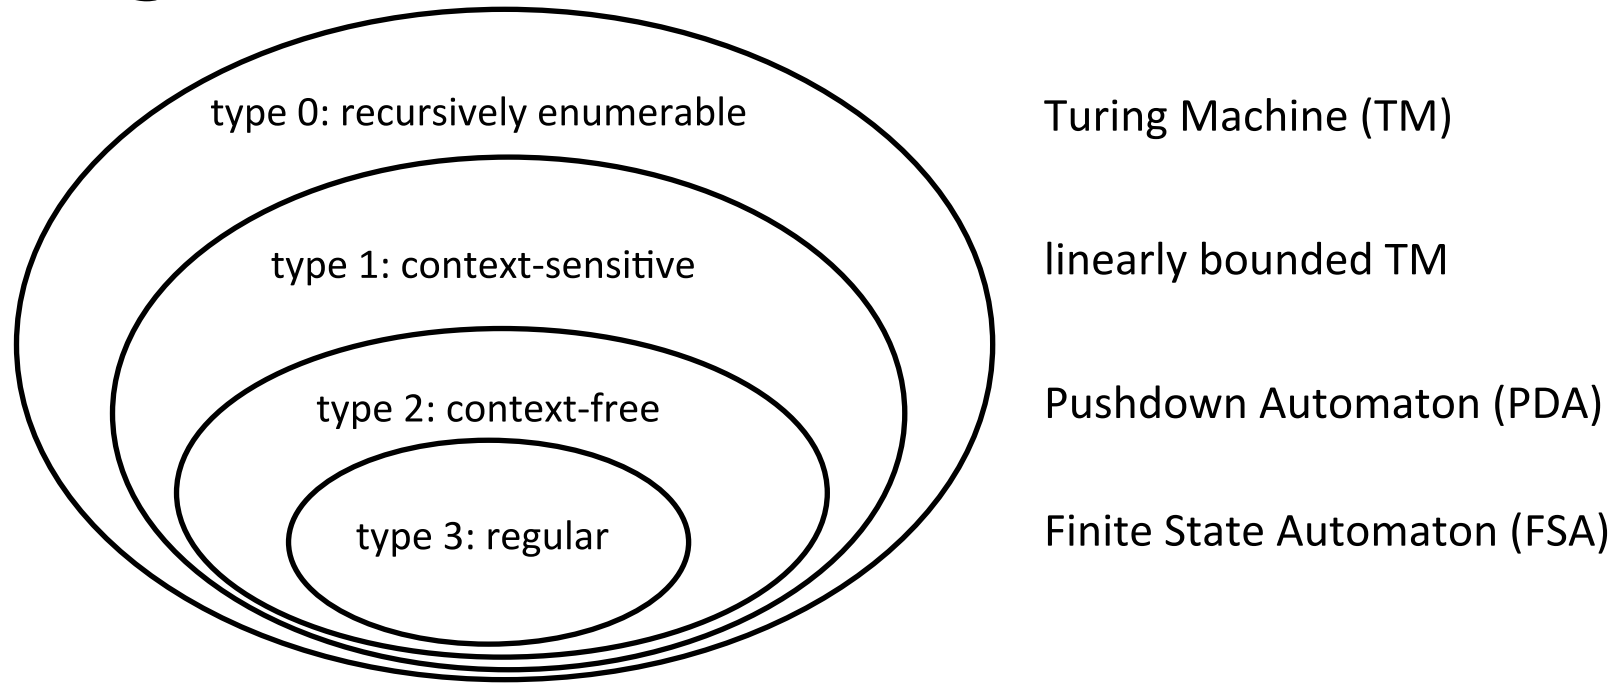 type 0: recursively enumerable
Turing Machine (TM)
type 1: context-sensitive
linearly bounded TM
type 2: context-free
Pushdown Automaton (PDA)
type 3: regular
Finite State Automaton (FSA)